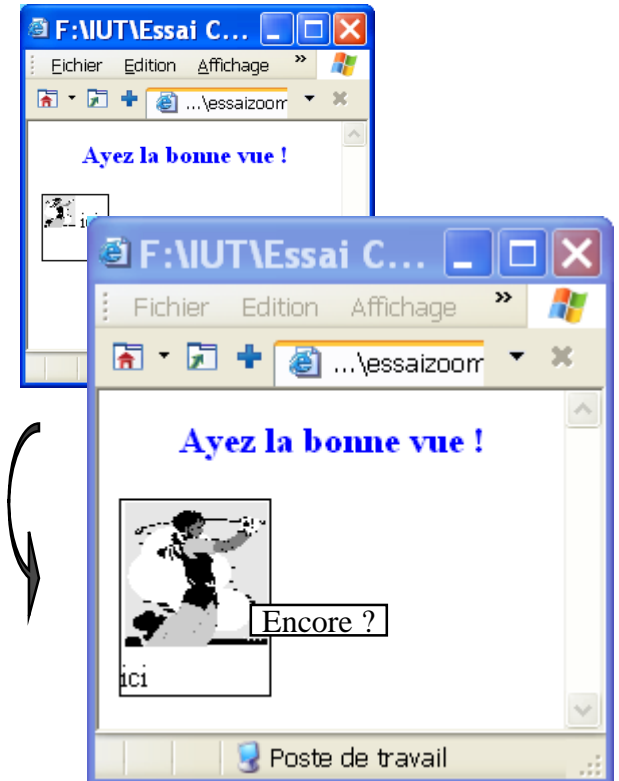 F:\IUT\Essai C...
Fichier Edition Affichage »
...\essaizoom
Ayez la bonne vue !
ici
F:\IUT\Essai C...
Fichier Edition Affichage »
...\essaizoom
Ayez la bonne vue !
Encore ?
ici
Poste de travail